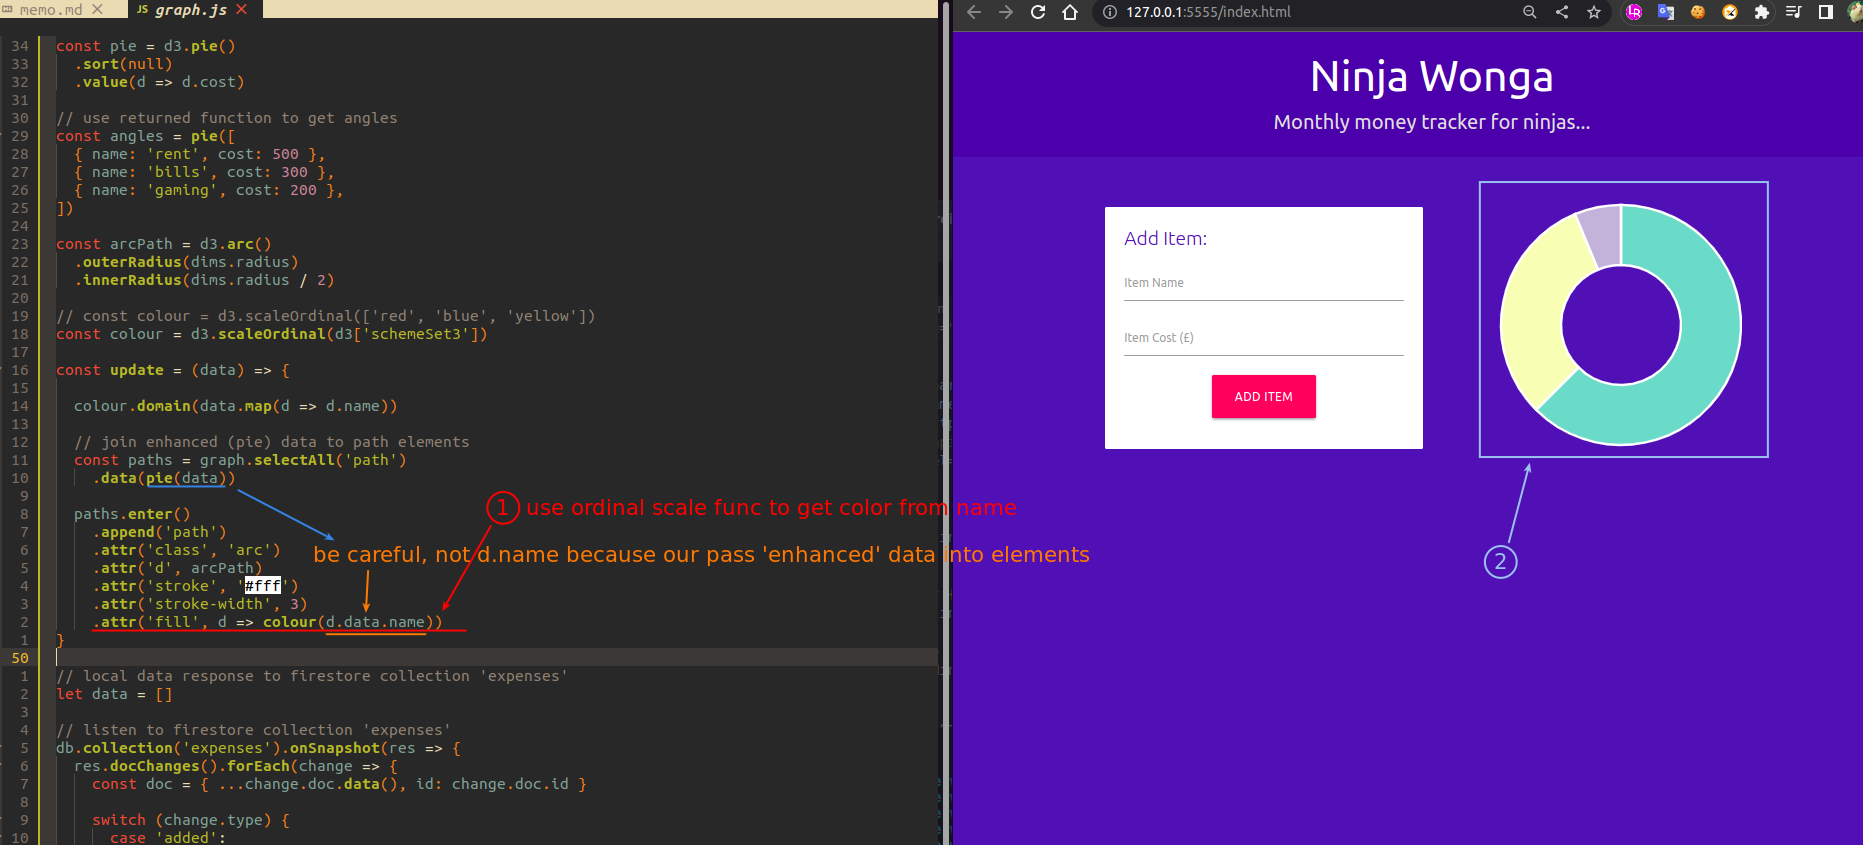 memo.md
JS graph.js
34 const pie = d3.pie()
33 .sort(null)
32 .value(d => d.cost)
31
30 // use returned function to get angles
29 const angles = pie([
28 { name: 'rent', cost: 500 },
27 { name: 'bills', cost: 300 },
26 { name: 'gaming', cost: 200 },
25 ])
24
23 const arcPath = d3.arc()
22 .outerRadius(dims.radius)
21 .innerRadius(dims.radius / 2)
20
19 // const colour = d3.scaleOrdinal(['red', 'blue', 'yellow'])
18 const colour = d3.scaleOrdinal(d3['schemeSet3'])
17
16 const update = (data) => {
15
14 colour.domain(data.map(d => d.name))
13
12 // join enhanced (pie) data to path elements
11 const paths = graph.selectAll('path')
10 .data(pie(data))
9
8 paths.enter()
7 .append('path')
6 .attr('class', 'arc')
5 .attr('d', arcPath)
4 .attr('stroke', '#fff')
3 .attr('stroke-width', 3)
2 .attr('fill', d => colour(d.data.name))
1 }
50
1 // local data response to firestore collection 'expenses'
2 let data = []
3
4 // listen to firestore collection 'expenses'
5 db.collection('expenses').onSnapshot(res => {
6 res.docChanges().forEach(change => {
7 const doc = { ...change.doc.data(), id: change.doc.id }
8
9 switch (change.type) {
10 case 'added':
1 use ordinal scale func to get color from name
be careful, not d.name because our pass 'enhanced' data into elements
127.0.0.1:5555/index.html
Ninja Wonga
Monthly money tracker for ninjas...
Add Item:
Item Name
Item Cost (£)
ADD ITEM
2